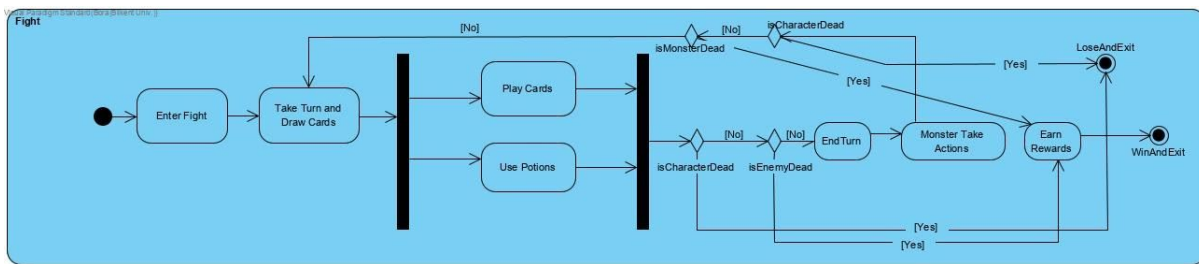 Visual Paradigm Standard(Bora(Bilkent Univ.))
Fight
[No]
[No]
isCharacterDead
isMonsterDead
LoseAndExit
[Yes]
[Yes]
Play Cards
Enter Fight
Take Turn and
Draw Cards
[No]
[No]
EndTurn
Monster Take
Actions
Earn
Rewards
Use Potions
isCharacterDead
isEnemyDead
WinAndExit
[Yes]
[Yes]